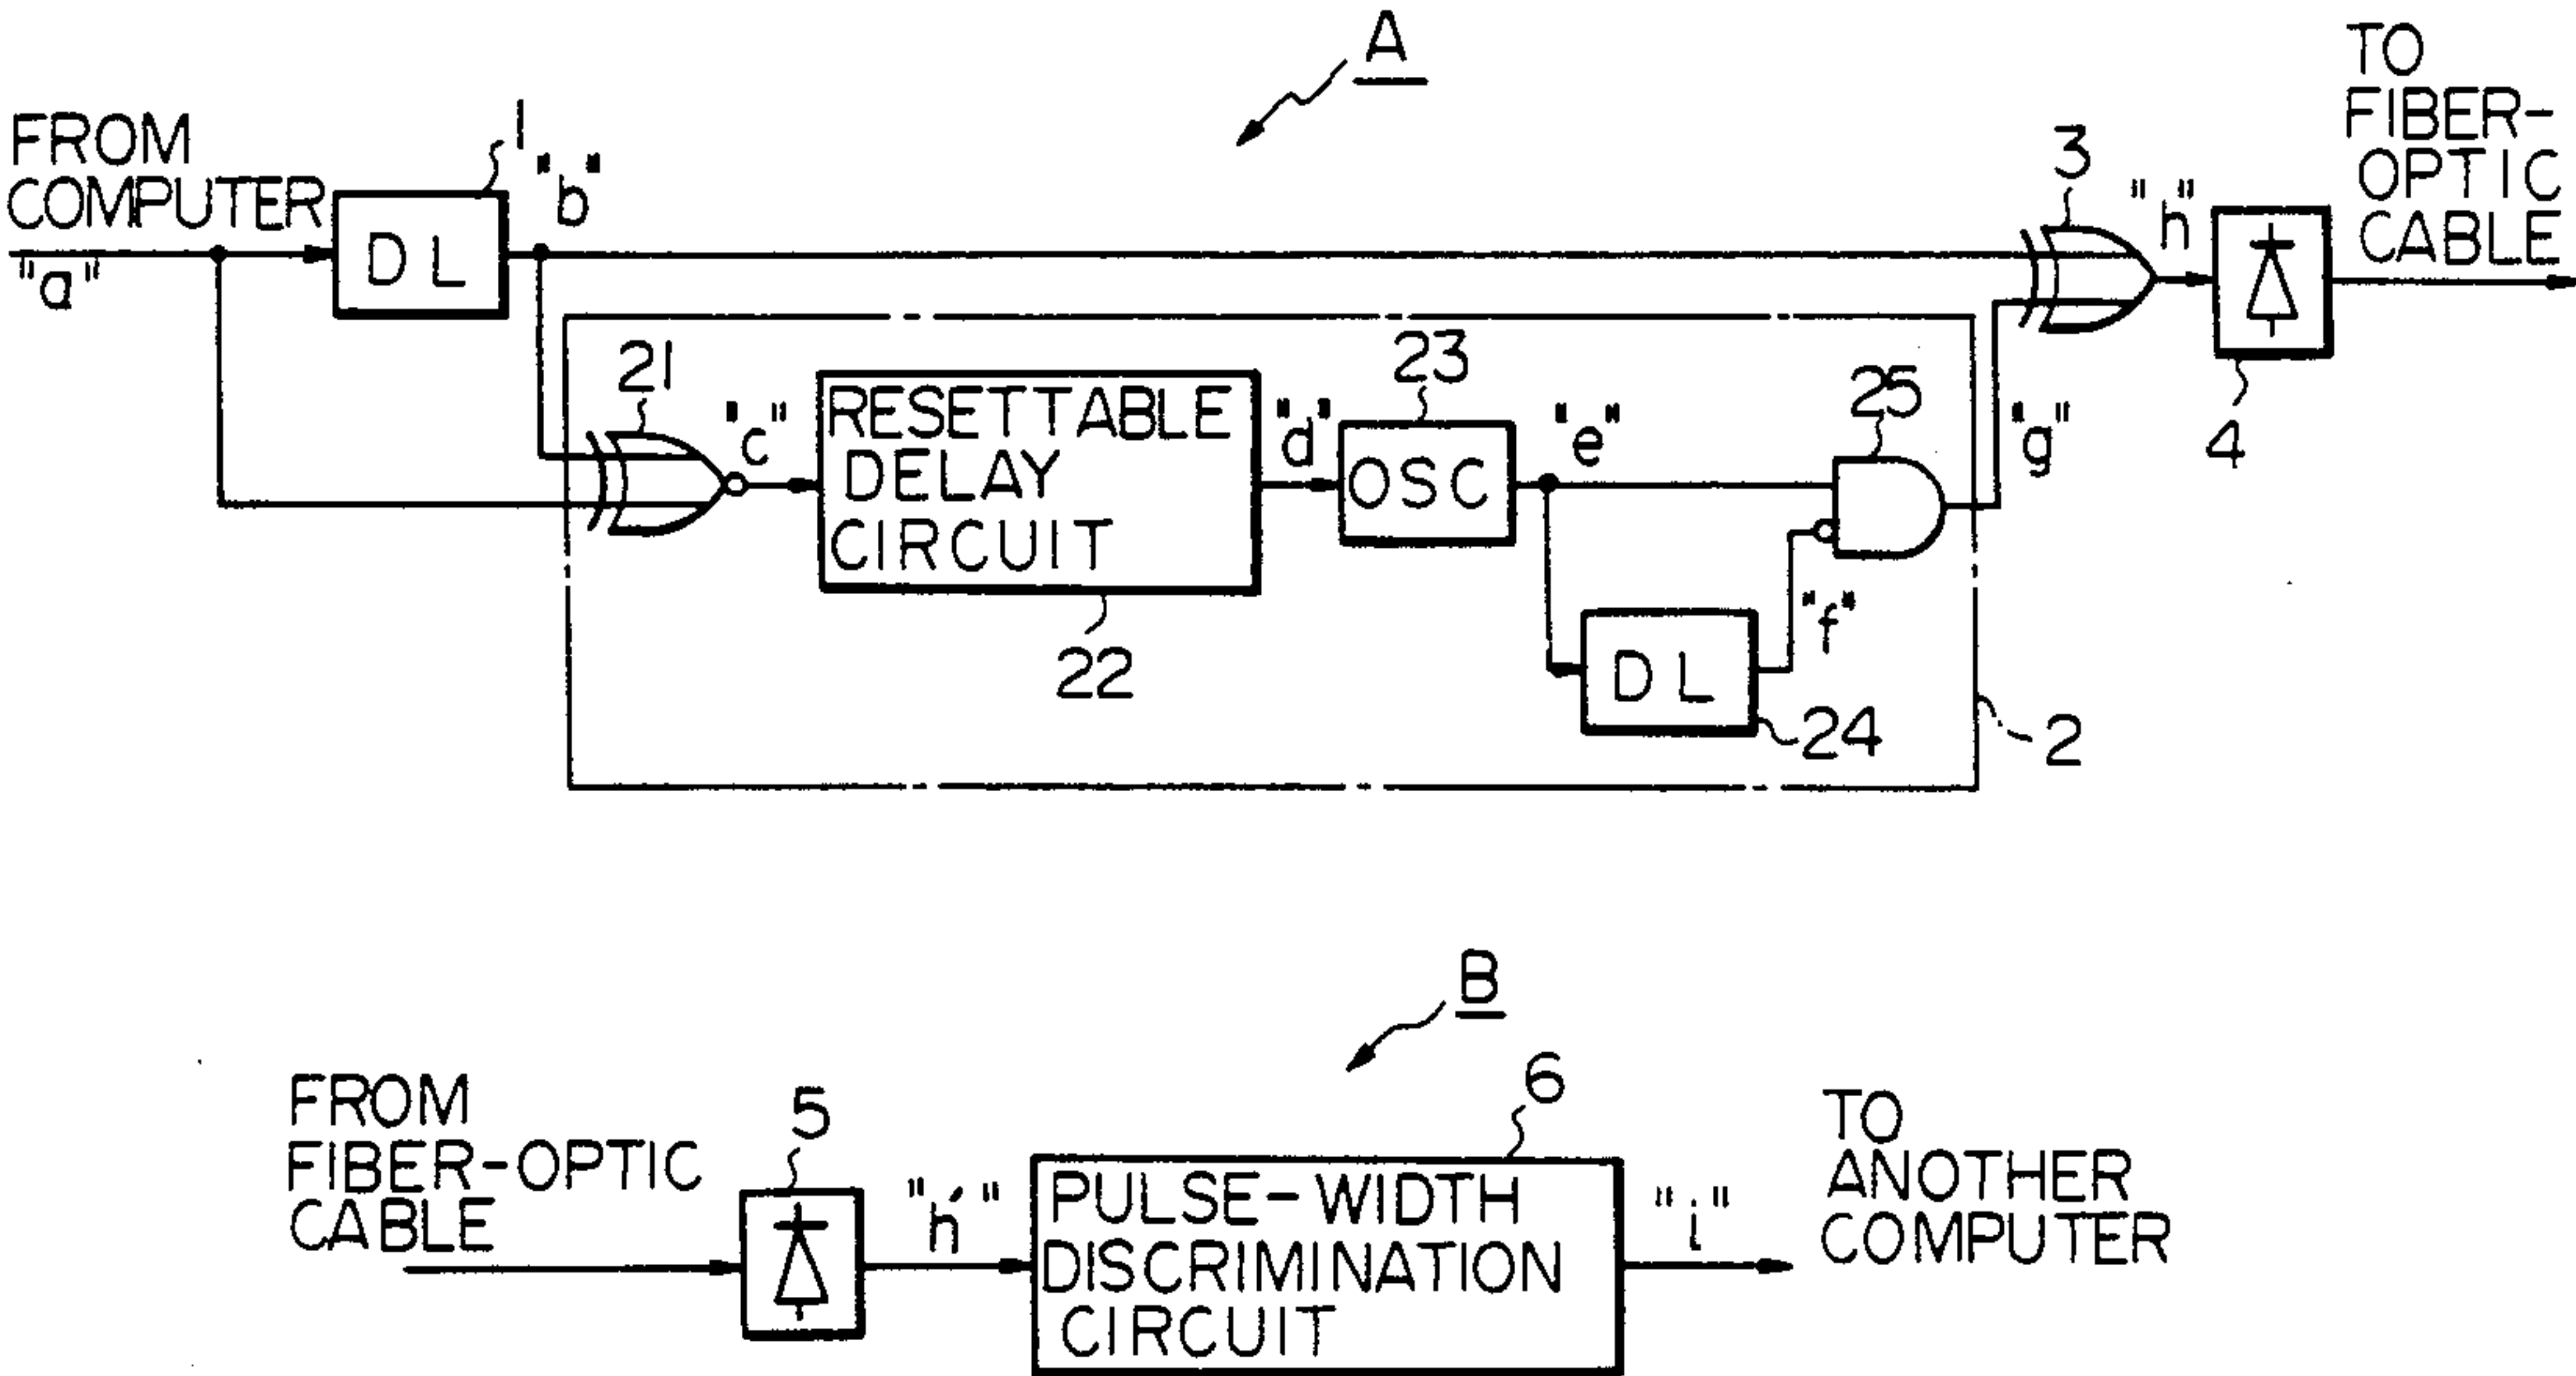 A
FROM
COMPUTER
"a"
1
DL
"b"
3
"h"
TO
FIBER-
OPTIC
CABLE
4
21
"c"
RESETTABLE
DELAY
CIRCUIT
22
"d"
23
OSC
"e"
25
"g"
"f"
DL
24
2
B
FROM
FIBER-OPTIC
CABLE
5
"h'"
6
PULSE-WIDTH
DISCRIMINATION
CIRCUIT
"i"
TO
ANOTHER
COMPUTER